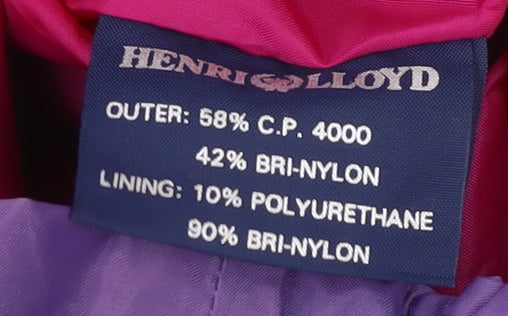 HENRI LLOYD
OUTER: 58% C.P. 4000
42% BRI-NYLON
LINING: 10% POLYURETHANE
90% BRI-NYLON